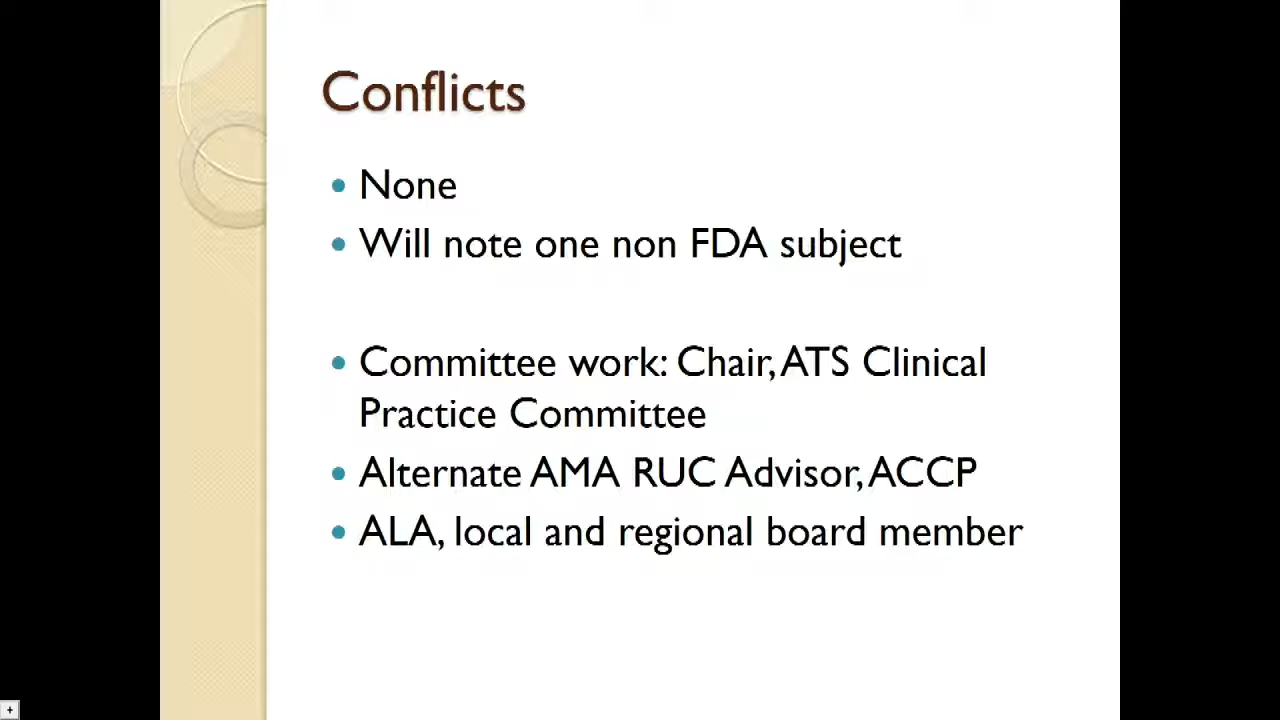 Conflicts
None
Will note one non FDA subject
Committee work: Chair, ATS Clinical
Practice Committee
Alternate AMA RUC Advisor, ACCP
ALA, local and regional board member